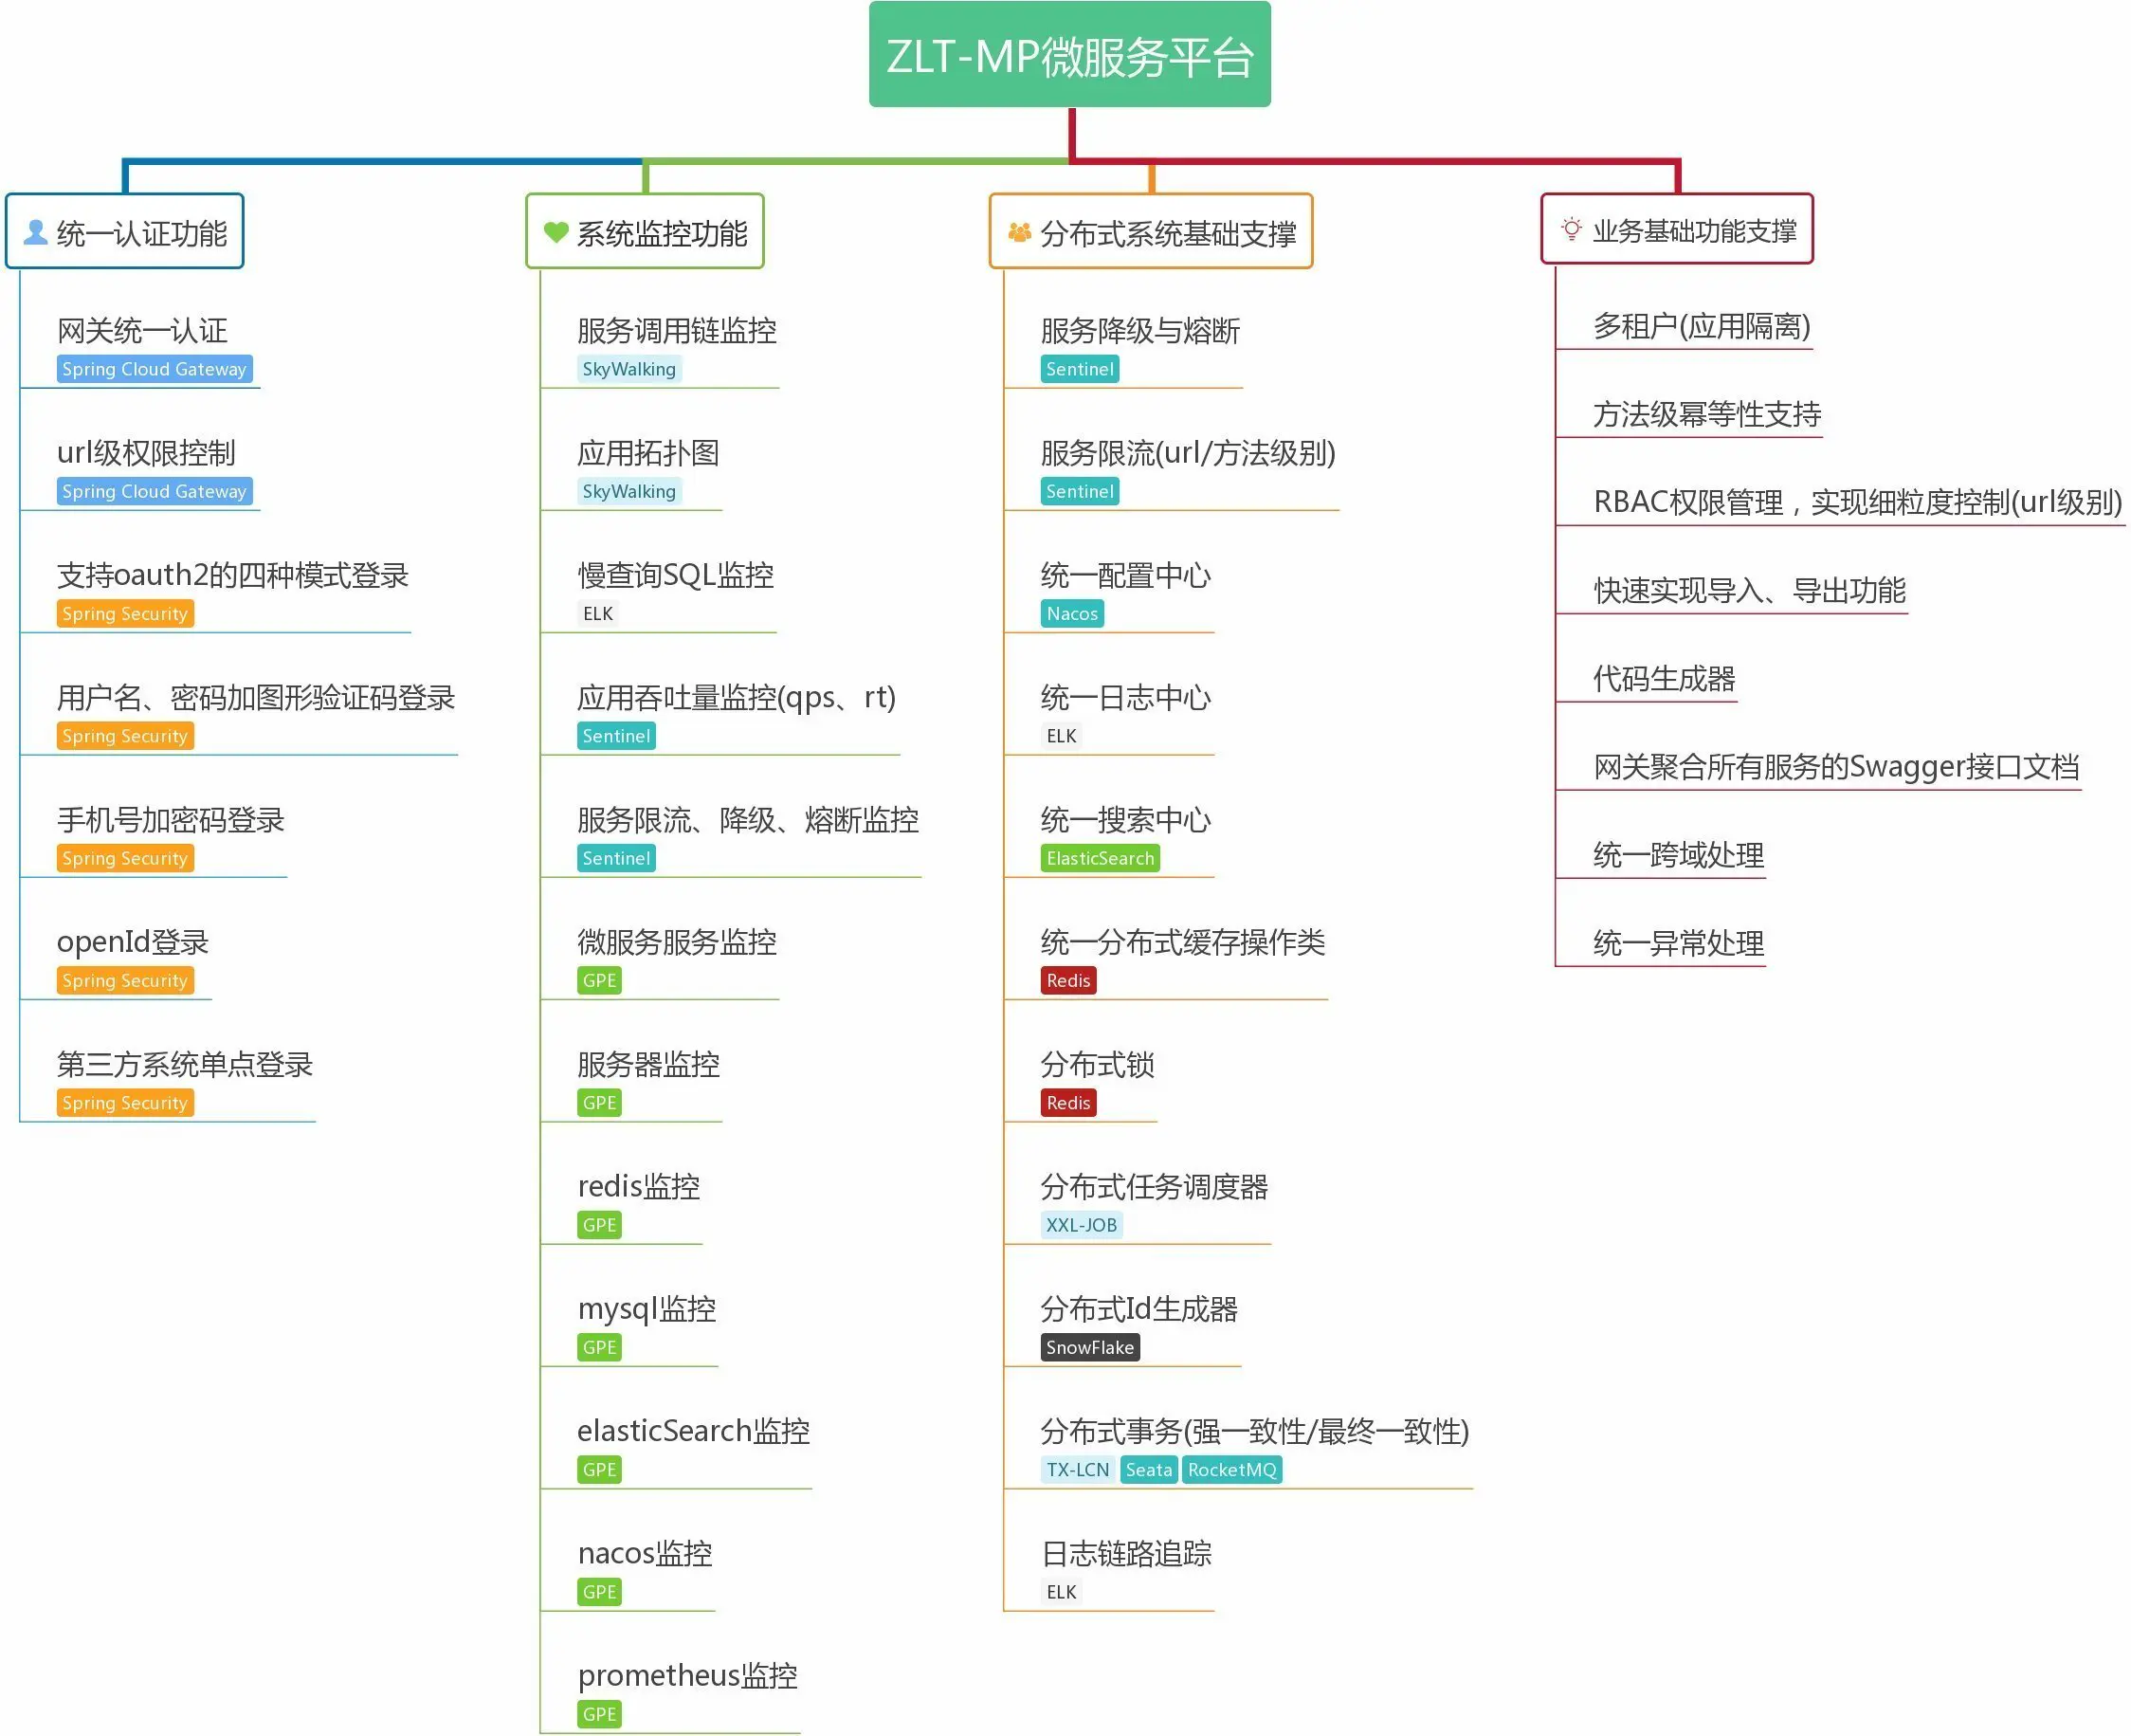 ZLT-MP微服务平台
统一认证功能
网关统一认证
Spring Cloud Gateway
url级权限控制
Spring Cloud Gateway
支持oauth2的四种模式登录
Spring Security
用户名、密码加图形验证码登录
Spring Security
手机号加密码登录
Spring Security
openId登录
Spring Security
第三方系统单点登录
Spring Security
系统监控功能
服务调用链监控
SkyWalking
应用拓扑图
SkyWalking
慢查询SQL监控
ELK
应用吞吐量监控(qps、rt)
Sentinel
服务限流、降级、熔断监控
Sentinel
微服务服务监控
GPE
服务器监控
GPE
redis监控
GPE
mysql监控
GPE
elasticSearch监控
GPE
nacos监控
GPE
prometheus监控
GPE
分布式系统基础支撑
服务降级与熔断
Sentinel
服务限流(url/方法级别)
Sentinel
统一配置中心
Nacos
统一日志中心
ELK
统一搜索中心
ElasticSearch
统一分布式缓存操作类
Redis
分布式锁
Redis
分布式任务调度器
XXL-JOB
分布式Id生成器
SnowFlake
分布式事务(强一致性/最终一致性)
TX-LCN Seata RocketMQ
日志链路追踪
ELK
业务基础功能支撑
多租户(应用隔离)
方法级幂等性支持
RBAC权限管理，实现细粒度控制(url级别)
快速实现导入、导出功能
代码生成器
网关聚合所有服务的Swagger接口文档
统一跨域处理
统一异常处理